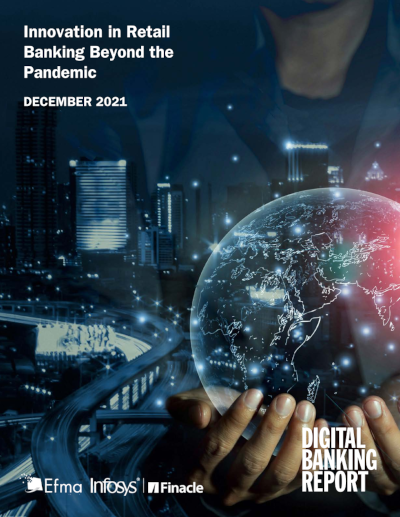 Innovation in Retail
Banking Beyond the
Pandemic
DECEMBER 2021
DIGITAL
BANKING
REPORT
Efma Infosys® | Finacle